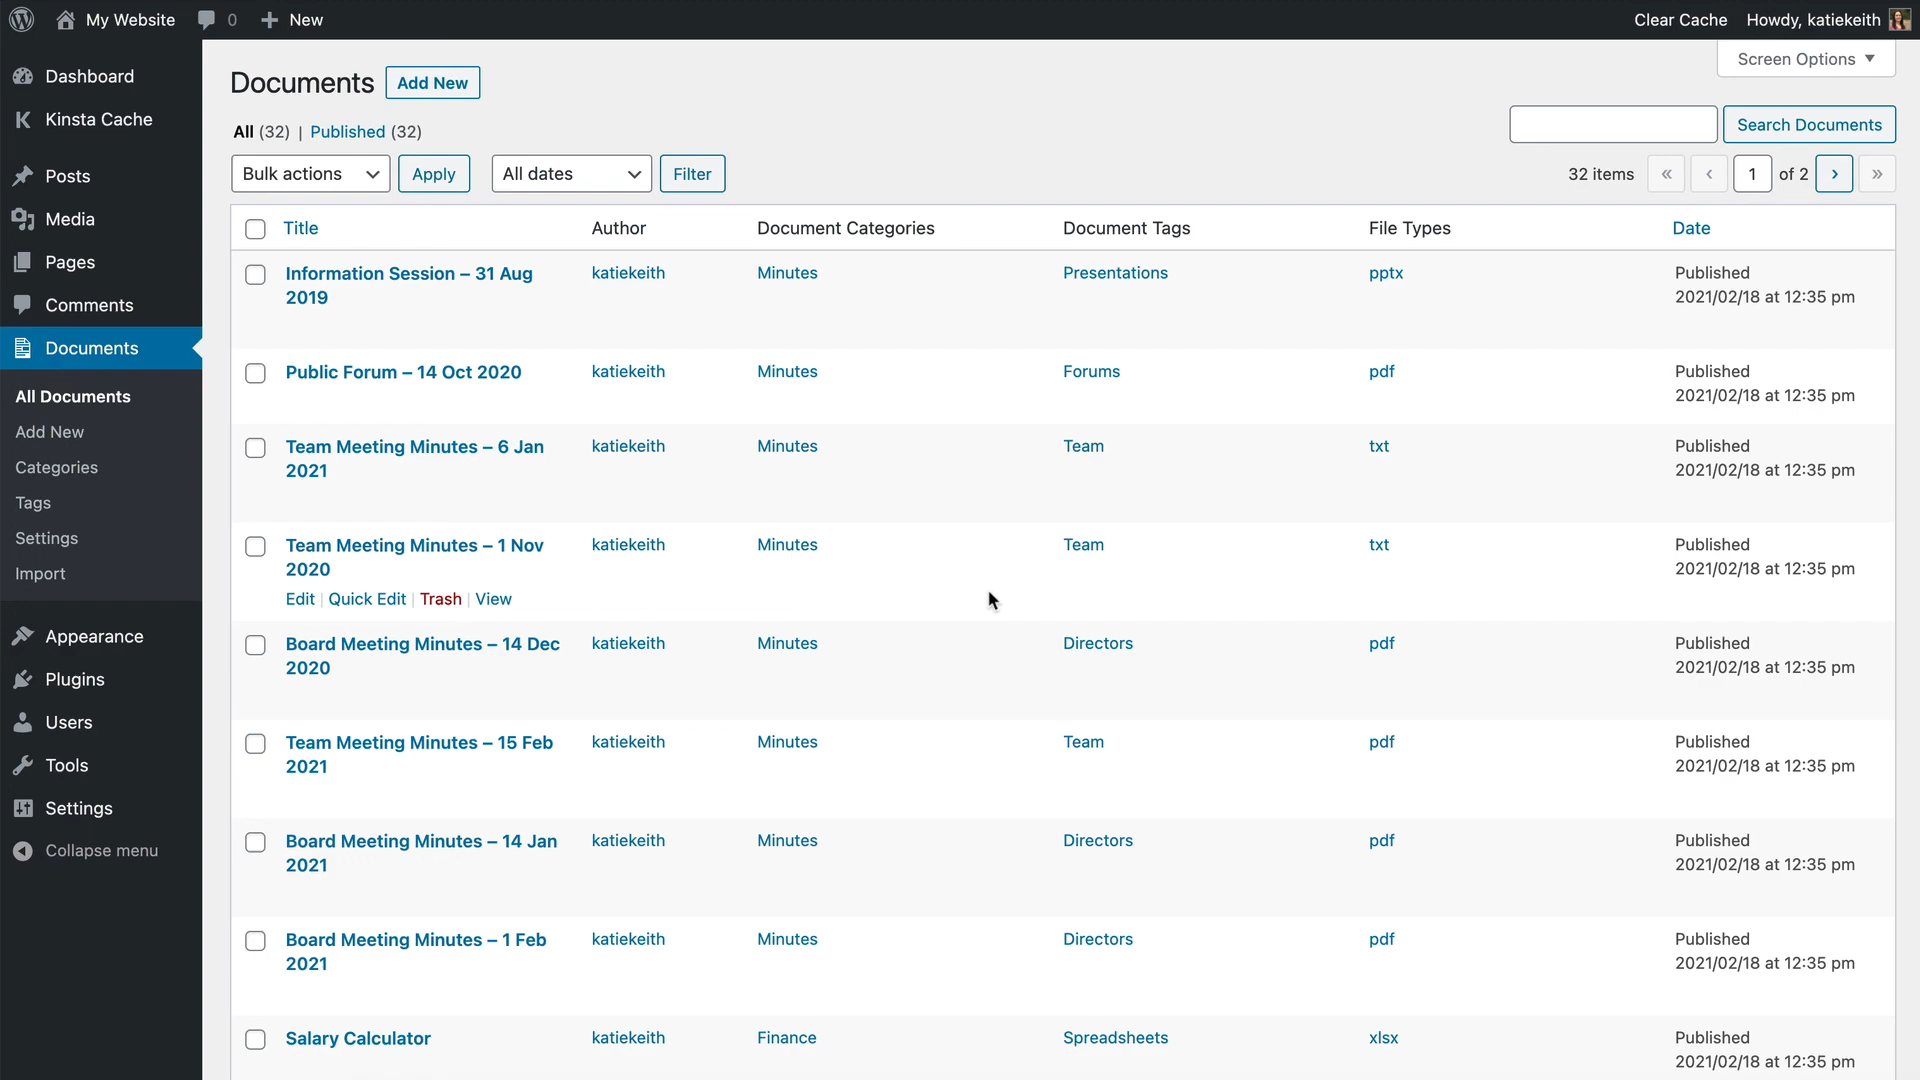 My Website 0 New Clear Cache Howdy, katiekeith
Dashboard
Kinsta Cache
Posts
Media
Pages
Comments
Documents
All Documents
Add New
Categories
Tags
Settings
Import
Appearance
Plugins
Users
Tools
Settings
Collapse menu
Screen Options
Documents Add New
All (32) | Published (32)
Search Documents
Bulk actions Apply All dates Filter 32 items « ‹ 1 of 2 › »
Title Author Document Categories Document Tags File Types Date
Information Session – 31 Aug katiekeith Minutes Presentations pptx Published
2019 2021/02/18 at 12:35 pm
Public Forum – 14 Oct 2020 katiekeith Minutes Forums pdf Published
2021/02/18 at 12:35 pm
Team Meeting Minutes – 6 Jan katiekeith Minutes Team txt Published
2021 2021/02/18 at 12:35 pm
Team Meeting Minutes – 1 Nov katiekeith Minutes Team txt Published
2020 2021/02/18 at 12:35 pm
Edit | Quick Edit | Trash | View
Board Meeting Minutes – 14 Dec katiekeith Minutes Directors pdf Published
2020 2021/02/18 at 12:35 pm
Team Meeting Minutes – 15 Feb katiekeith Minutes Team pdf Published
2021 2021/02/18 at 12:35 pm
Board Meeting Minutes – 14 Jan katiekeith Minutes Directors pdf Published
2021 2021/02/18 at 12:35 pm
Board Meeting Minutes – 1 Feb katiekeith Minutes Directors pdf Published
2021 2021/02/18 at 12:35 pm
Salary Calculator katiekeith Finance Spreadsheets xlsx Published
2021/02/18 at 12:35 pm